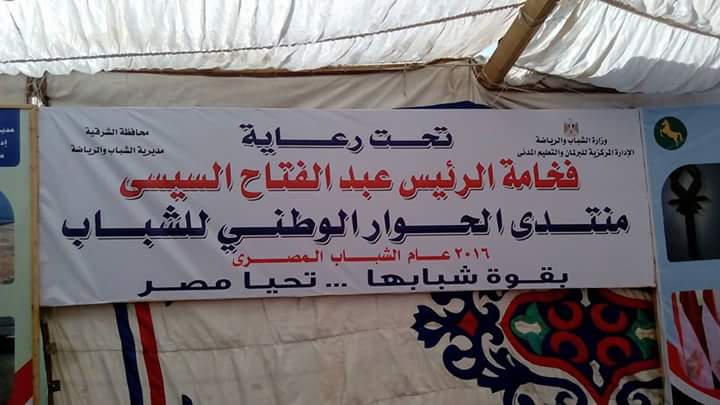 وزارة الشباب والرياضة
الإدارة المركزية للبرلمان والتعليم المدنى
محافظة الشرقية
مديرية الشباب والرياضة
تحت رعاية
فخامة الرئيس عبد الفتاح السيسى
منتدى الحوار الوطني للشباب
٢٠١٦ عام الشباب المصرى
بقوة شبابها ... تحيا مصر